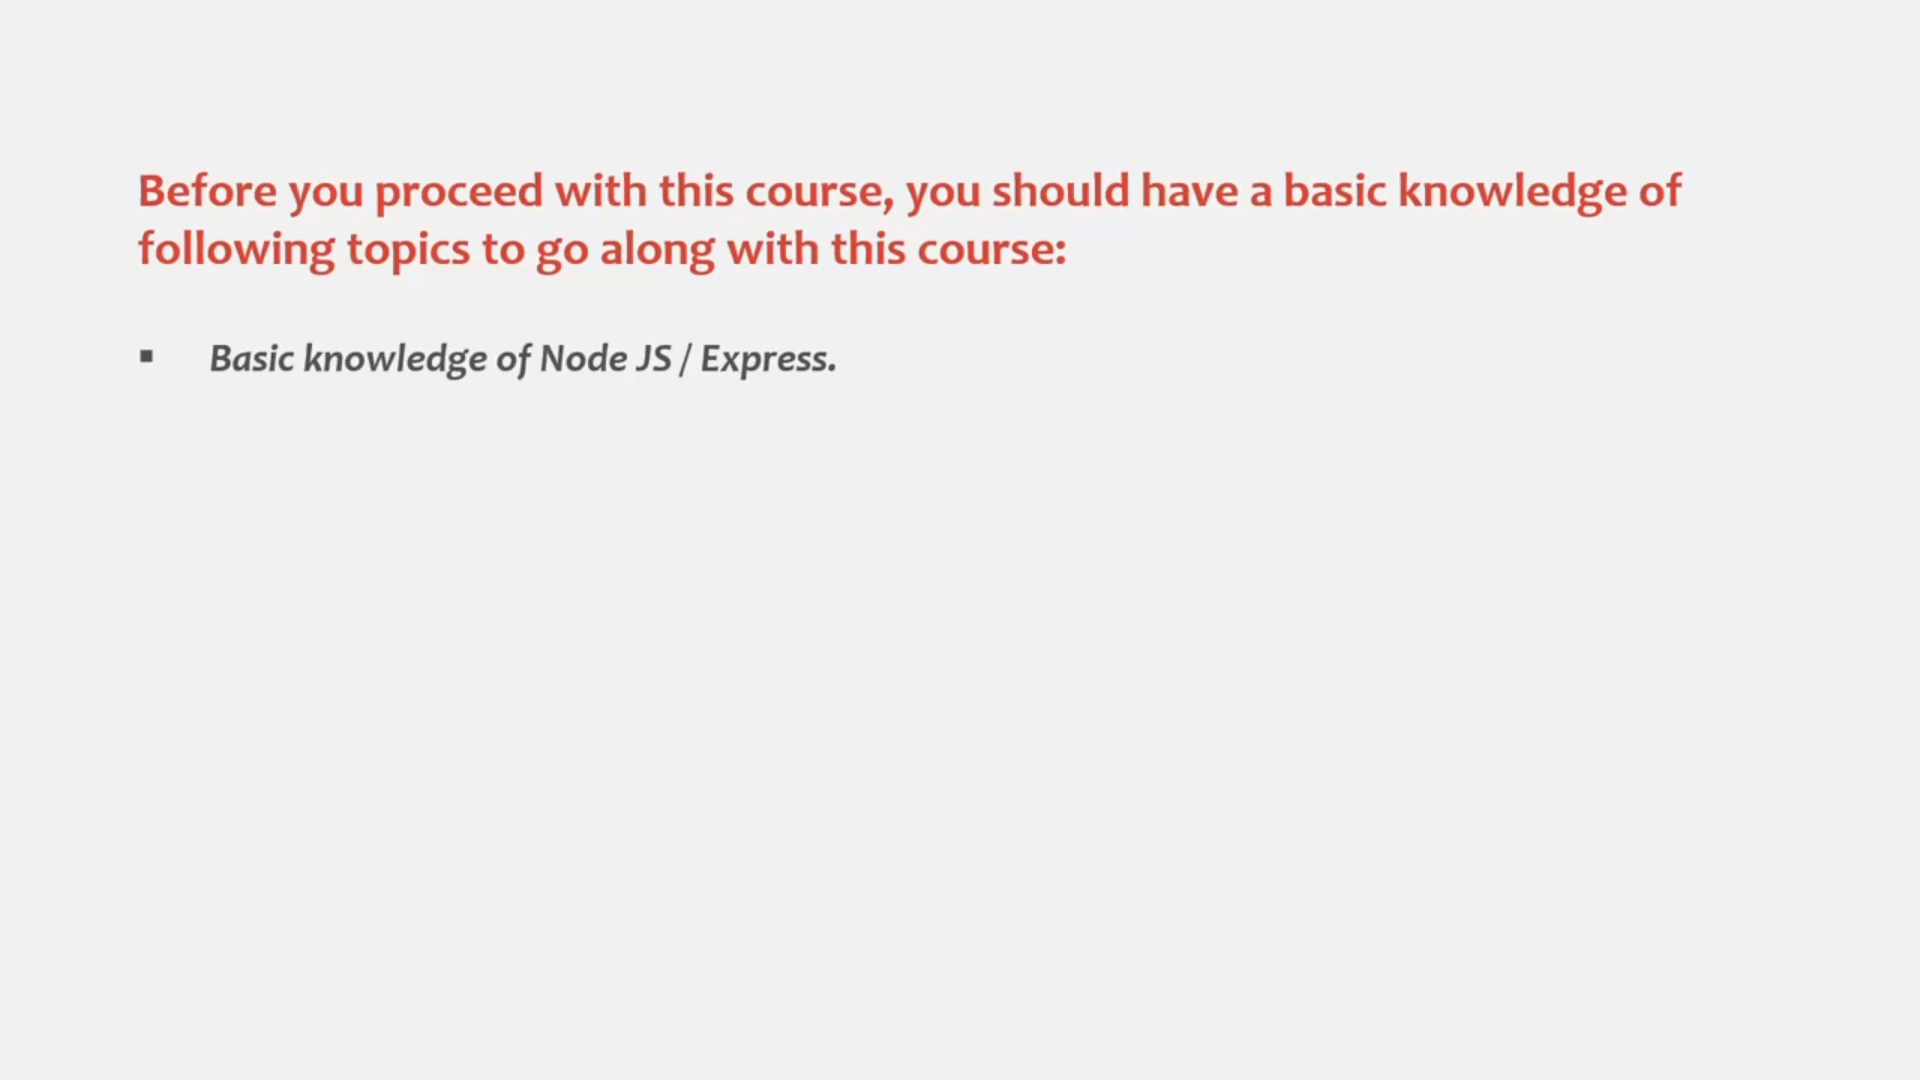 Before you proceed with this course, you should have a basic knowledge of
following topics to go along with this course:
▪ Basic knowledge of Node JS / Express.